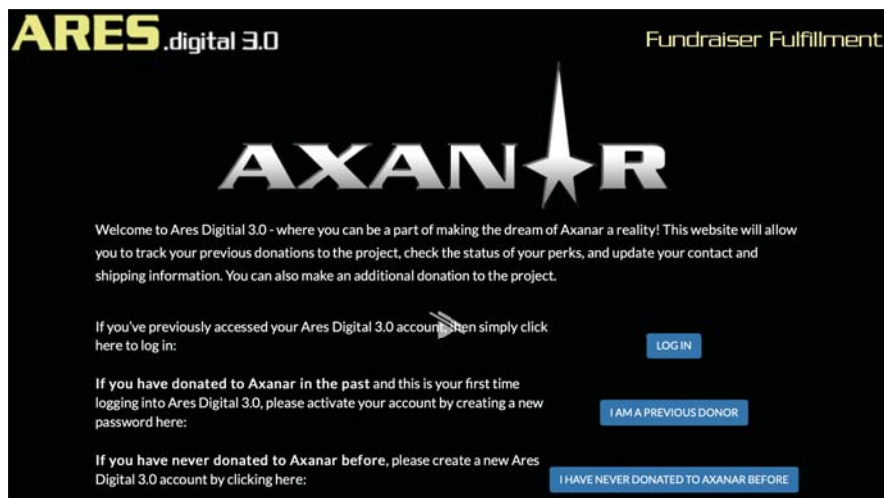 ARES.digital 3.0
Fundraiser Fulfillment
AXANAR
Welcome to Ares Digitial 3.0 - where you can be a part of making the dream of Axanar a reality! This website will allow
you to track your previous donations to the project, check the status of your perks, and update your contact and
shipping information. You can also make an additional donation to the project.
If you've previously accessed your Ares Digital 3.0 account, then simply click
here to log in:
LOG IN
If you have donated to Axanar in the past and this is your first time
logging into Ares Digital 3.0, please activate your account by creating a new
password here:
I AM A PREVIOUS DONOR
If you have never donated to Axanar before, please create a new Ares
Digital 3.0 account by clicking here:
I HAVE NEVER DONATED TO AXANAR BEFORE